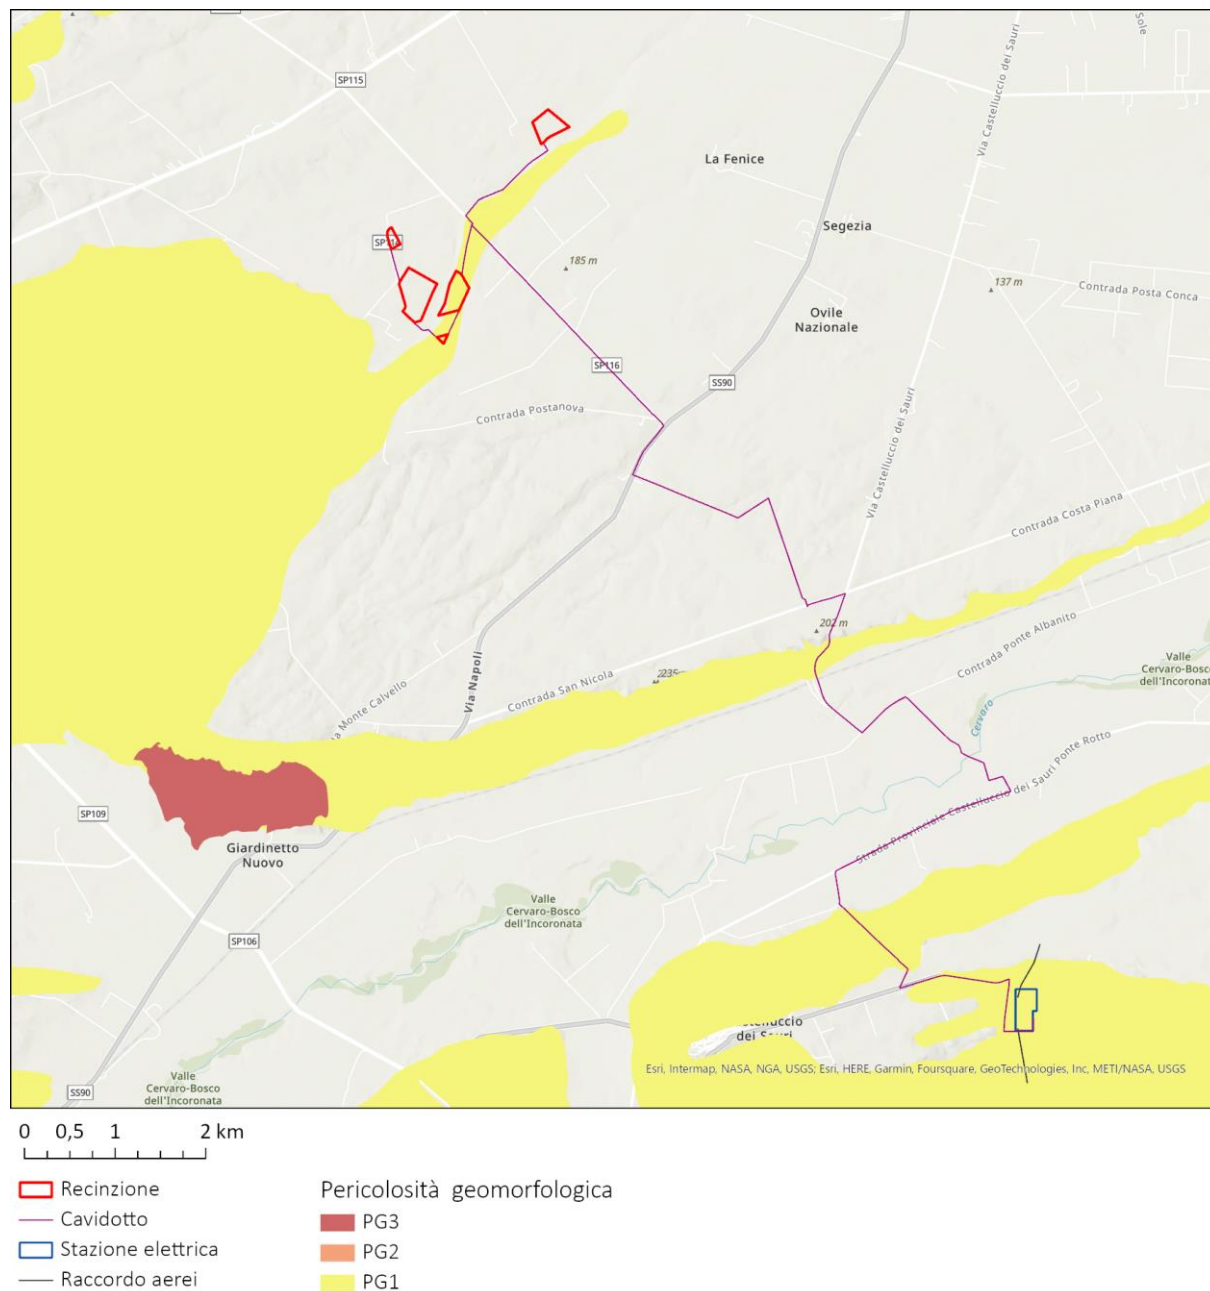 SP115
Sole
Via Castelluccio dei Sauri
La Fenice
Segezia
185 m
137 m
Contrada Posta Conca
Ovile
Nazionale
SP116
SS90
Contrada Postanova
Via Castelluccio dei Sauri
Contrada Costa Piana
202 m
Contrada Ponte Albanito
Via Napoli
235
Contrada San Nicola
Valle
Cervaro-Bosco
dell'Incoronata
Monte Calvello
Cervaro
Strada Provinciale Castelluccio dei Sauri Ponte Rotto
SP109
Giardinetto
Nuovo
Valle
Cervaro-Bosco
dell'Incoronata
SP106
dei Sauri
Valle
Cervaro-Bosco
dell'Incoronata
SS90
Esri, Intermap, NASA, NGA, USGS; Esri, HERE, Garmin, Foursquare, GeoTechnologies, Inc, METI/NASA, USGS
0 0,5 1 2 km
Recinzione
Cavidotto
Stazione elettrica
Raccordo aerei
Pericolosità geomorfologica
PG3
PG2
PG1